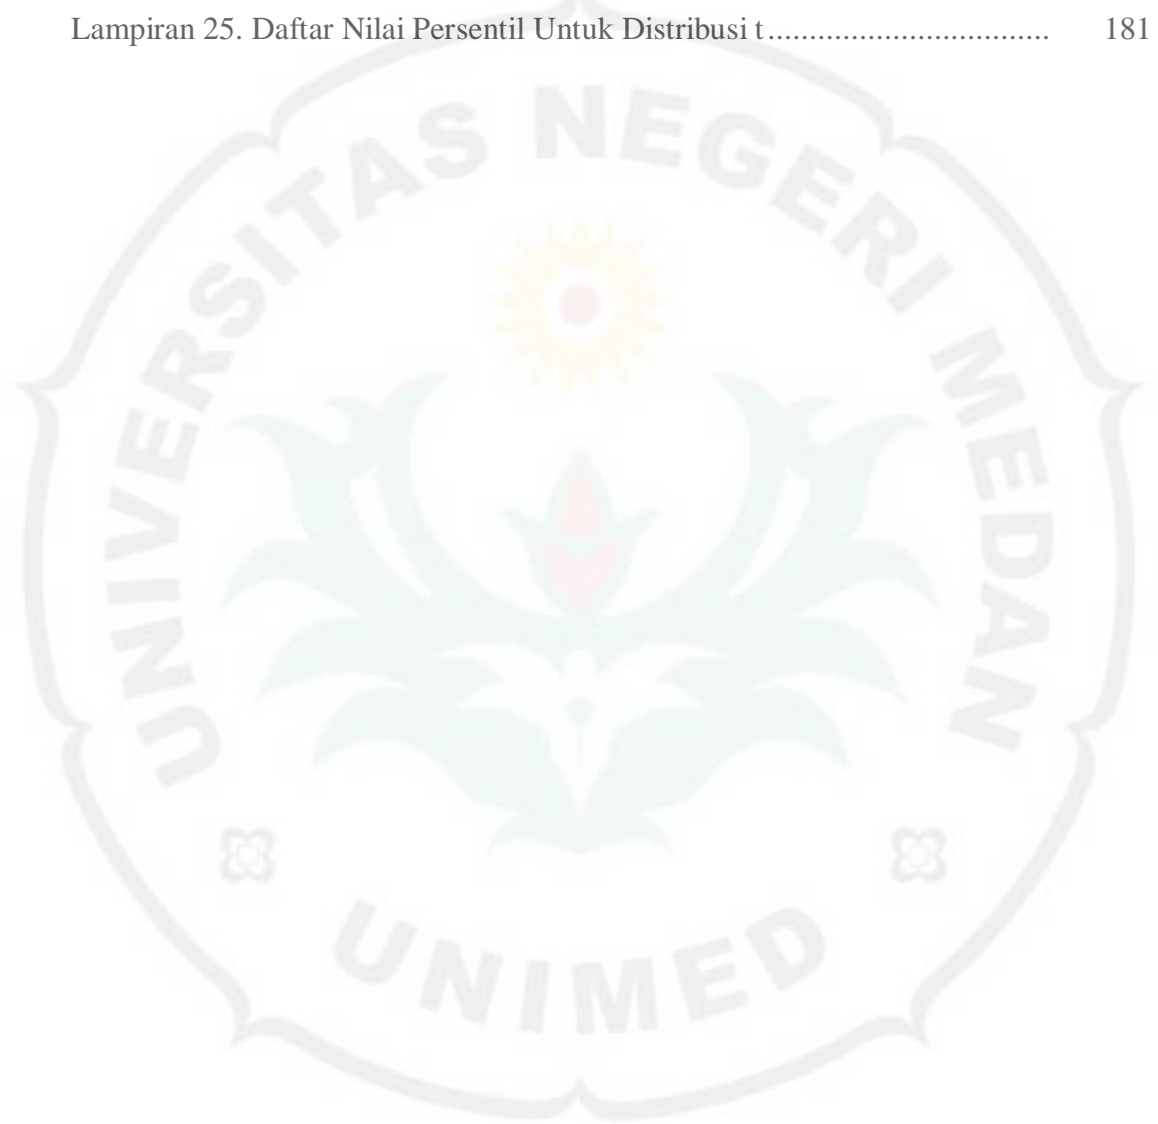 Lampiran 25. Daftar Nilai Persentil Untuk Distribusi t.................................. 181
UNIVERSITAS NEGERI MEDAN
UNIMED